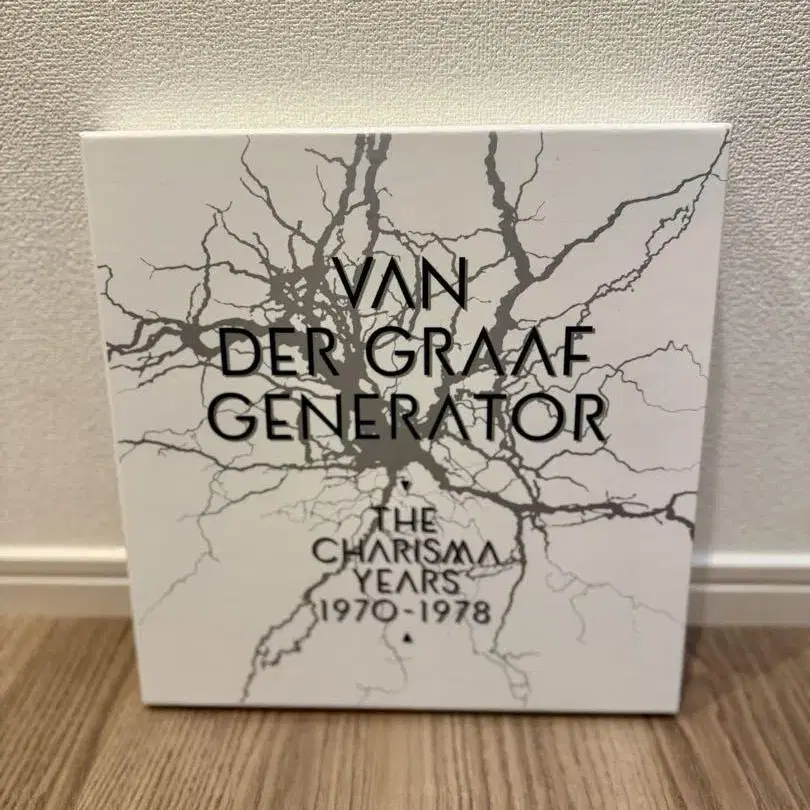 VAN
DER GRAAF
GENERATOR
THE
CHARISMA
YEARS
1970-1978